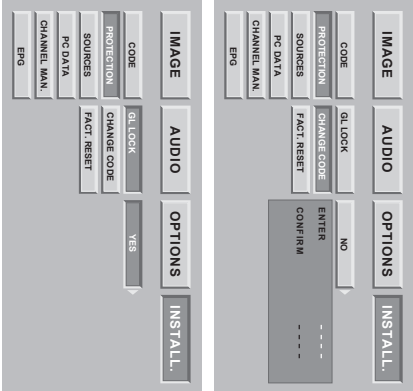 IMAGE AUDIO OPTIONS INSTALL.
CODE GL LOCK NO
PROTECTION CHANGE CODE ENTER - - - -
SOURCES FACT. RESET CONFIRM - - - -
PC DATA
CHANNEL MAN.
EPG
IMAGE AUDIO OPTIONS INSTALL.
CODE GL LOCK YES
PROTECTION CHANGE CODE
SOURCES FACT. RESET
PC DATA
CHANNEL MAN.
EPG